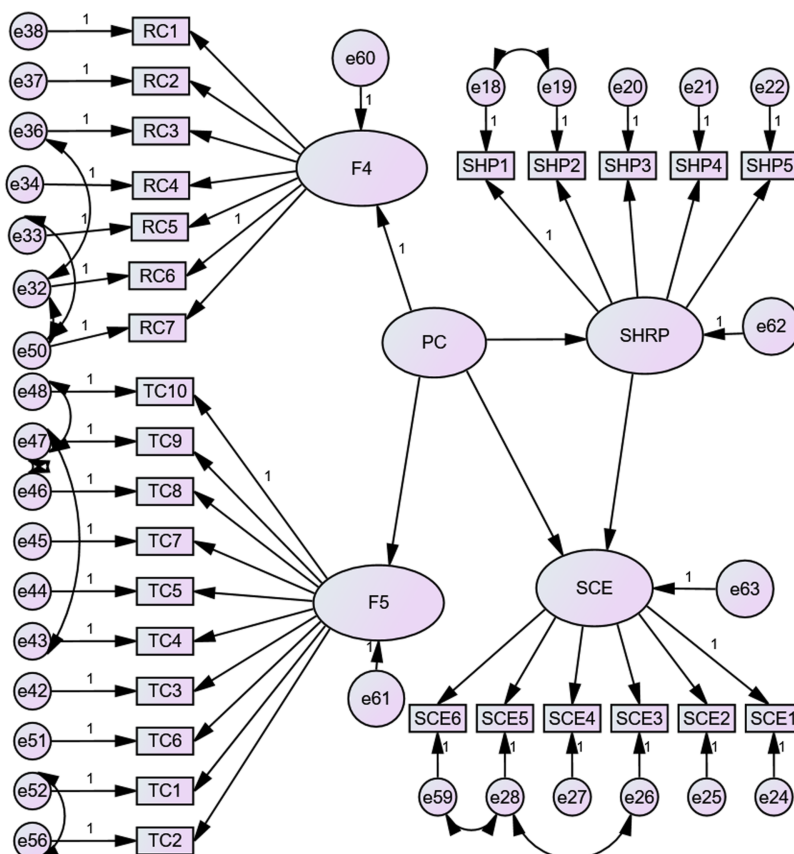 e38 1 RC1
e37 1 RC2
e36 1 RC3
e34 RC4
1
e33 1 RC5
e32 1 RC6
e50 1 RC7
e48 1 TC10
e47 1 TC9
e46 1 TC8
e45 1 TC7
e44 1 TC5
e43 1 TC4
e42 1 TC3
e51 1 TC6
e52 1 TC1
e56 1 TC2
e60
1
F4
1
1
PC
F5
1
1
e61
e18 e19 e20 e21 e22
1 1 1 1 1
SHP1 SHP2 SHP3 SHP4 SHP5
1
SHRP 1 e62
SCE 1 e63
1
SCE6 SCE5 SCE4 SCE3 SCE2 SCE1
1 1 1 1 1 1
e59 e28 e27 e26 e25 e24